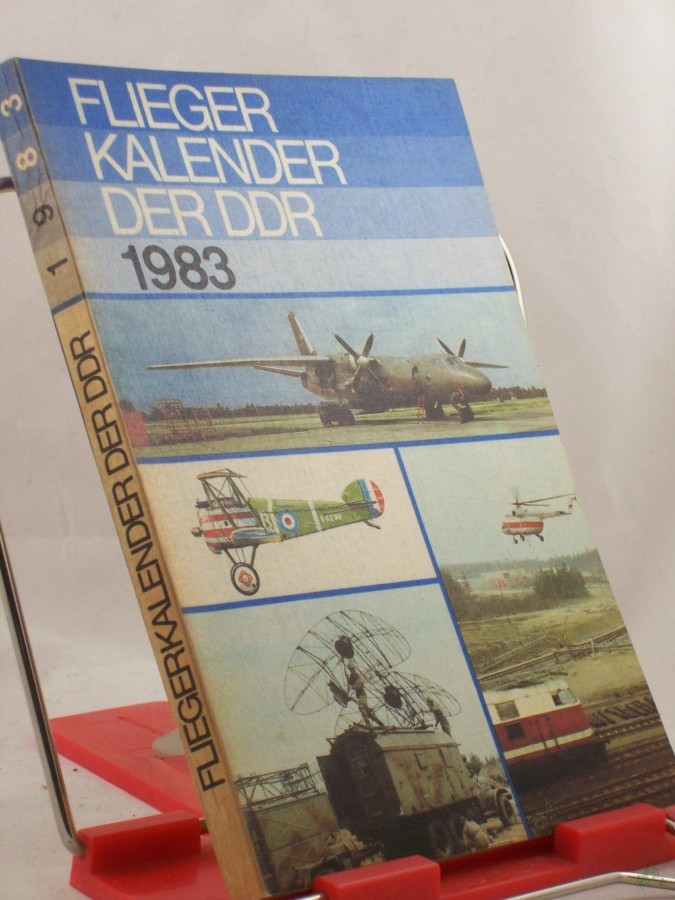 FLIEGER
KALENDER
DER DDR
1983
FLIEGERKALENDER DER DDR 1983